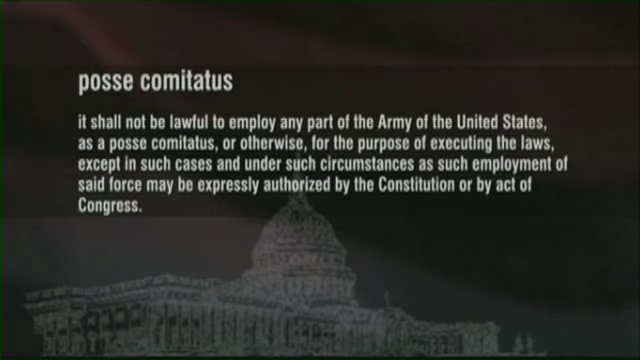 posse comitatus
it shall not be lawful to employ any part of the Army of the United States,
as a posse comitatus, or otherwise, for the purpose of executing the laws,
except in such cases and under such circumstances as such employment of
said force may be expressly authorized by the Constitution or by act of
Congress.